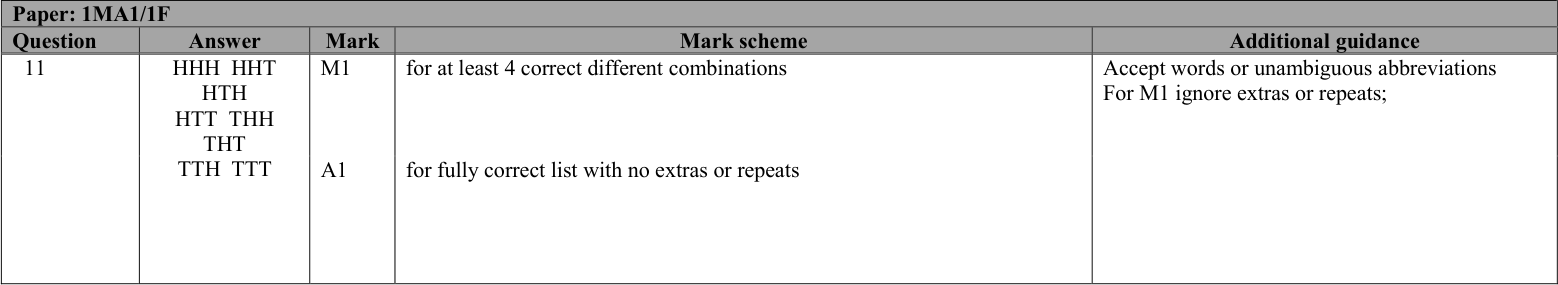 Paper: 1MA1/1F
Question Answer Mark Mark scheme Additional guidance
11 HHH HHT M1 for at least 4 correct different combinations Accept words or unambiguous abbreviations
HTH For M1 ignore extras or repeats;
HTT THH
THT
TTH TTT A1 for fully correct list with no extras or repeats